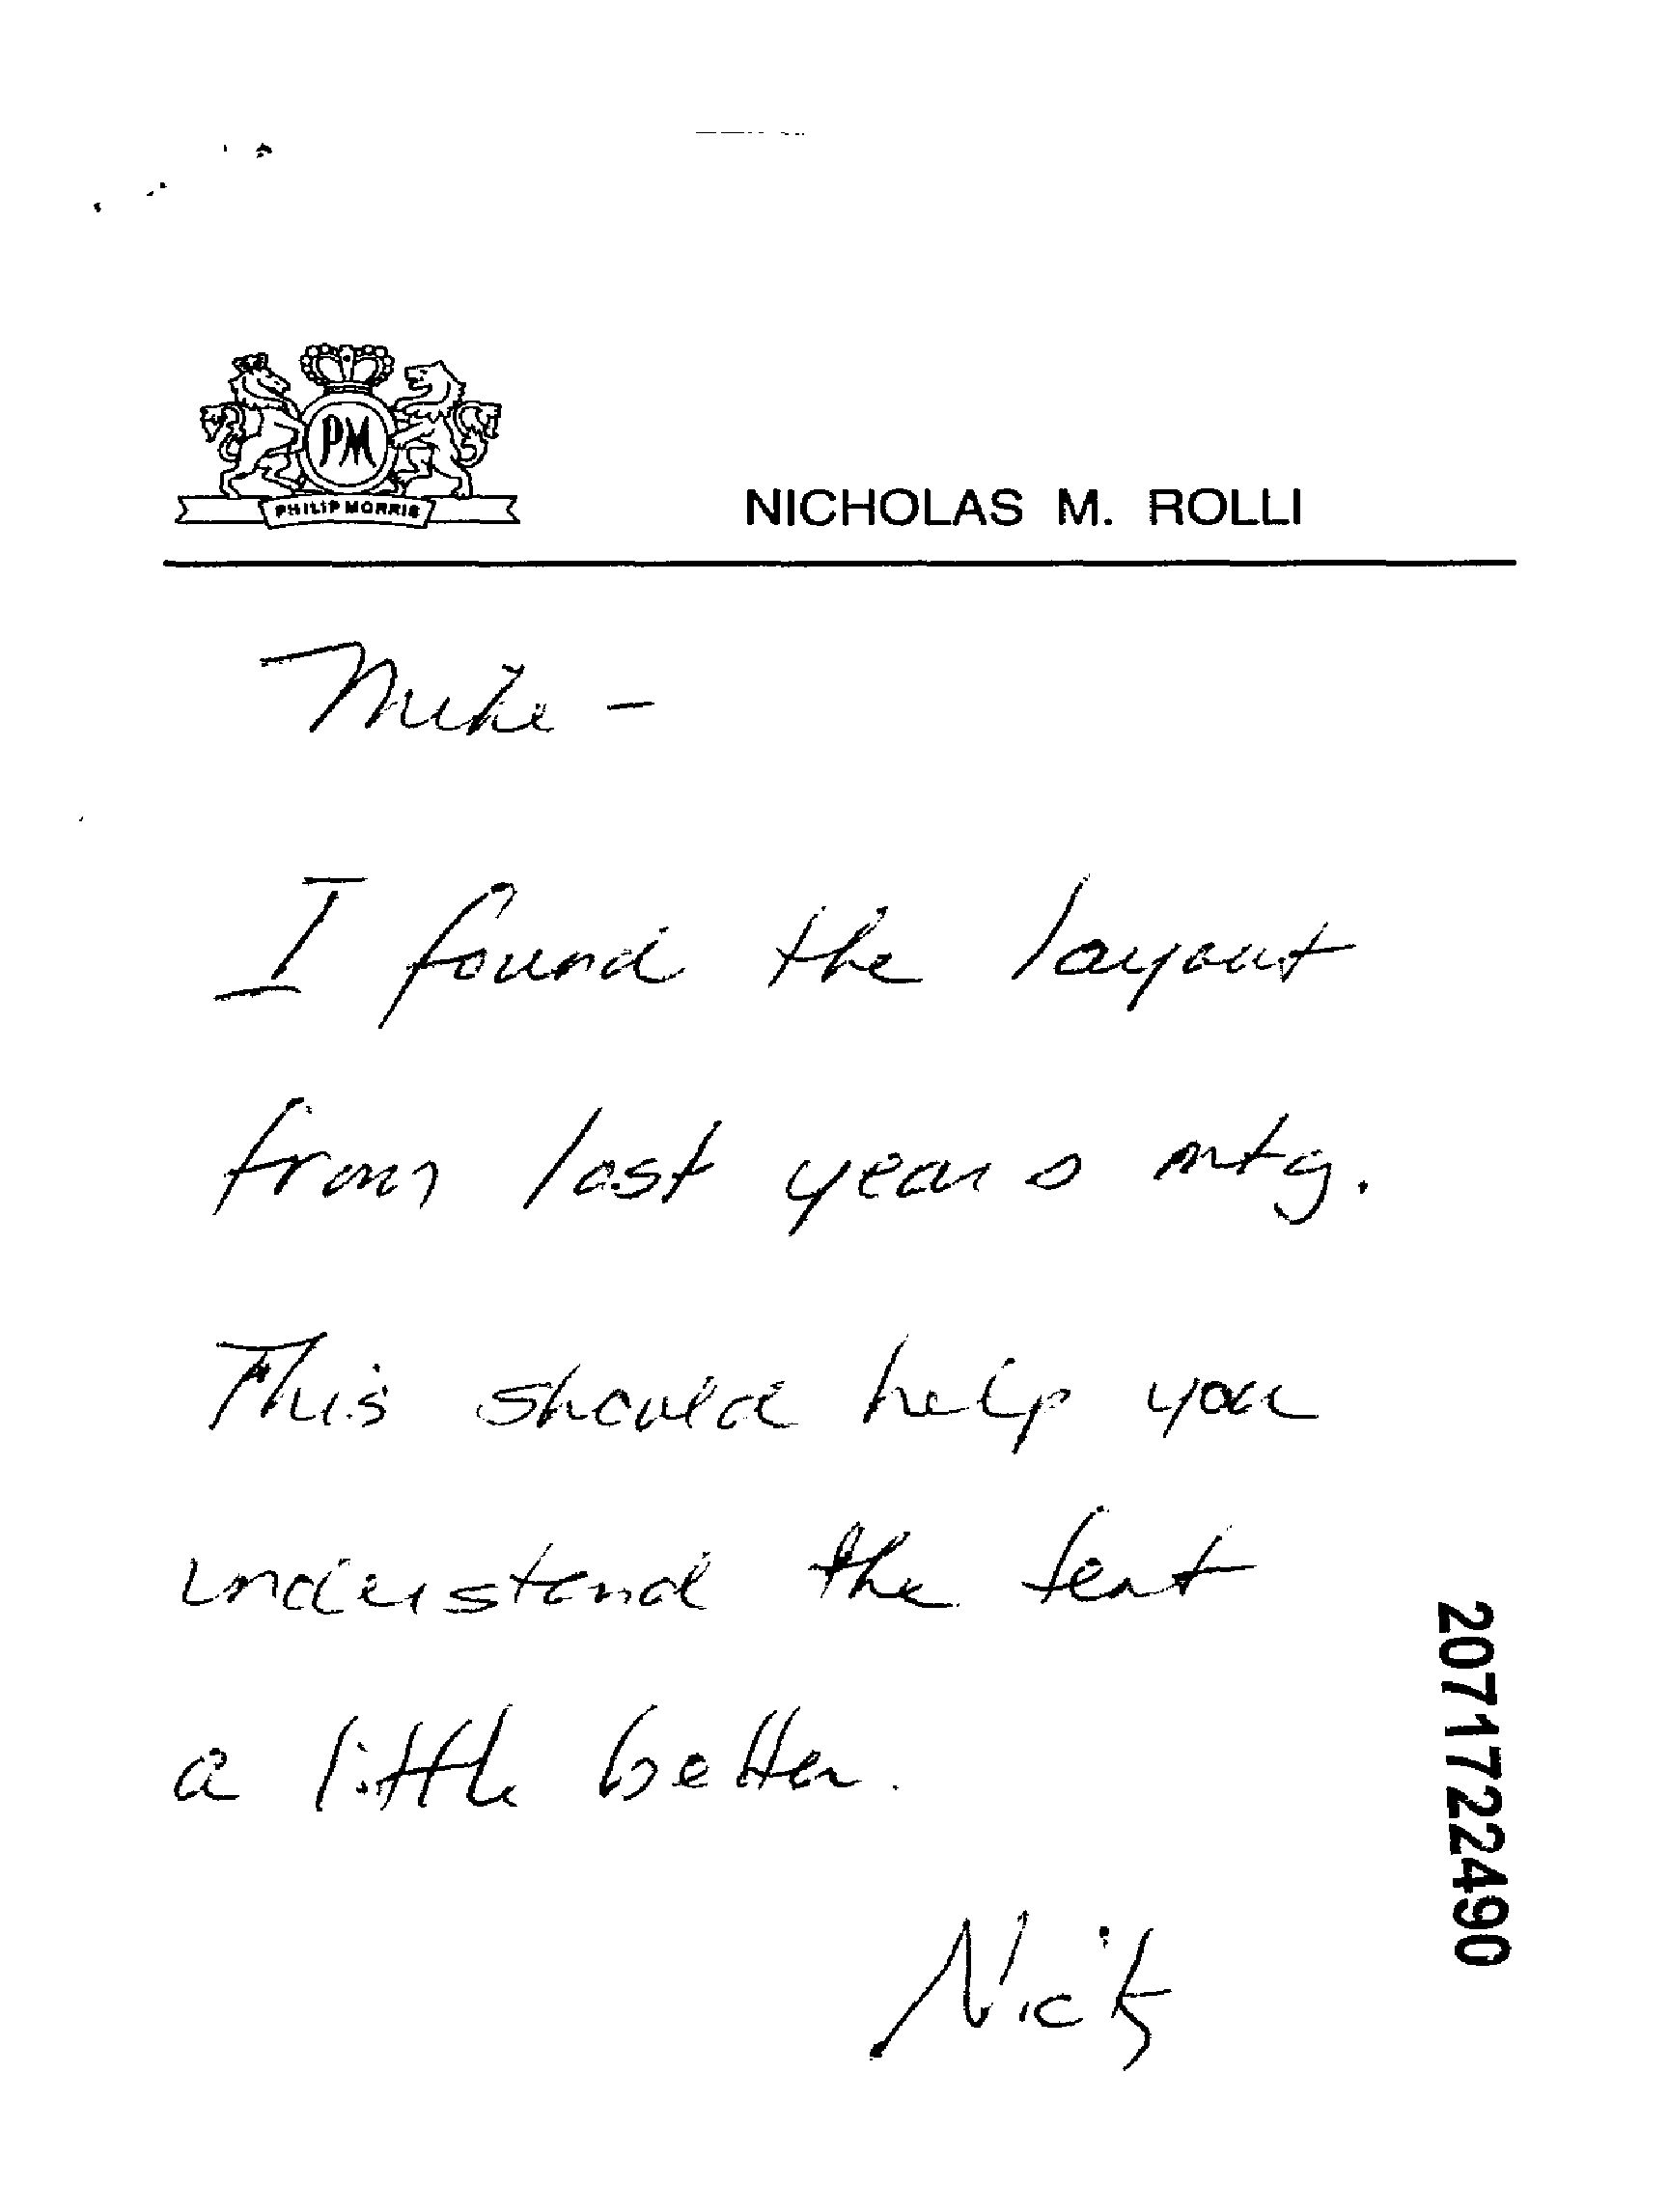 PM
PHILIP MORRIS
NICHOLAS M. ROLLI
Mike -
I found the layout
from last years mtg.
This should help you
understand the tent
a little better.
Nick
2071722490